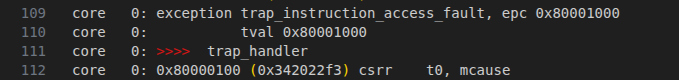 109 core 0: exception trap_instruction_access_fault, epc 0x80001000
110 core 0: tval 0x80001000
111 core 0: >>>> trap_handler
112 core 0: 0x80000100 (0x342022f3) csrr t0, mcause